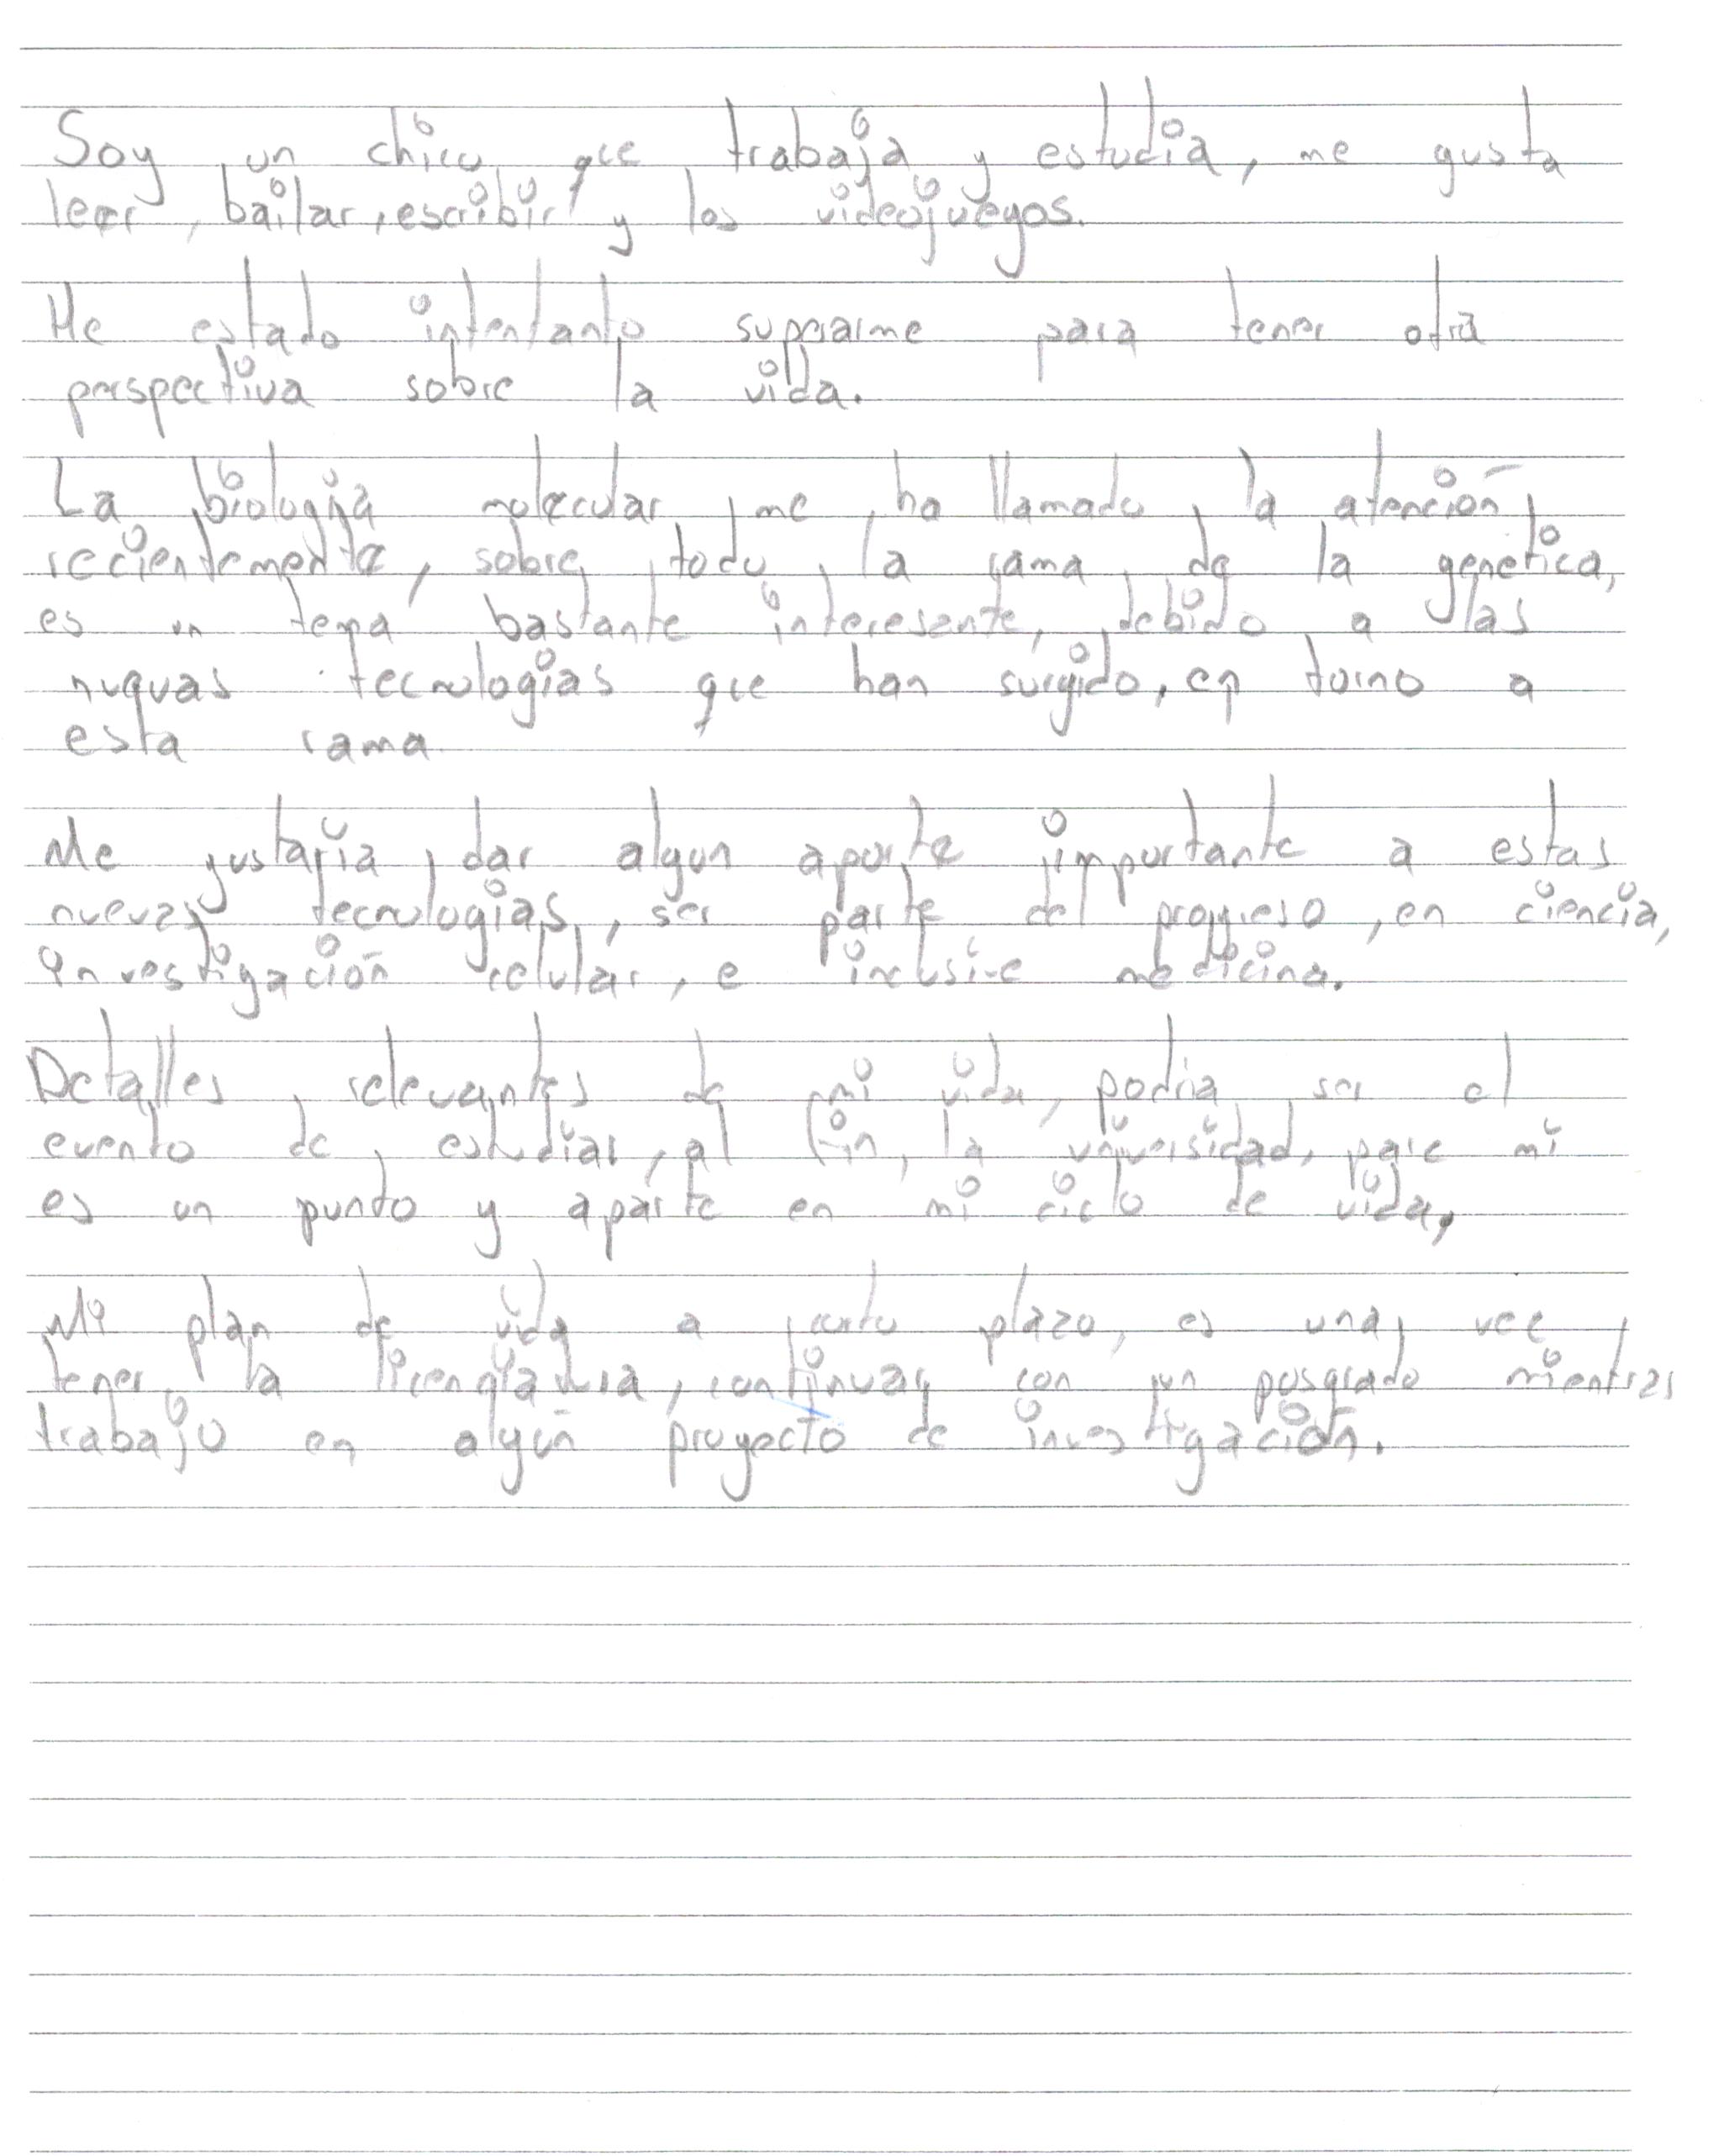 Soy un chico que trabaja y estudia, me gusta
leer, bailar, escribir y los videojuegos.
He estado intentanto superarme para tener otra
perspectiva sobre la vida.
La biología molecular me ha llamado la atención
recientemente, sobre todo la rama de la genetica,
es un tema bastante interesante, debido a las
nuevas tecnologías que han surgido, en torno a
esta rama
Me gustaria dar algun aporte importante a estas
nuevas tecnologias, ser parte del progreso, en ciencia,
investigación celular, e inclusive medicina.
Detalles relevantes de mi vida, podria ser el
evento de estudiar, al fin, la universidad, para mi
es un punto y aparte en mi ciclo de vida,
Mi plan de vida a corto plazo, es una vez
tener la licenciatura, continuar con un posgrado mientras
trabajo en algún proyecto de investigación.